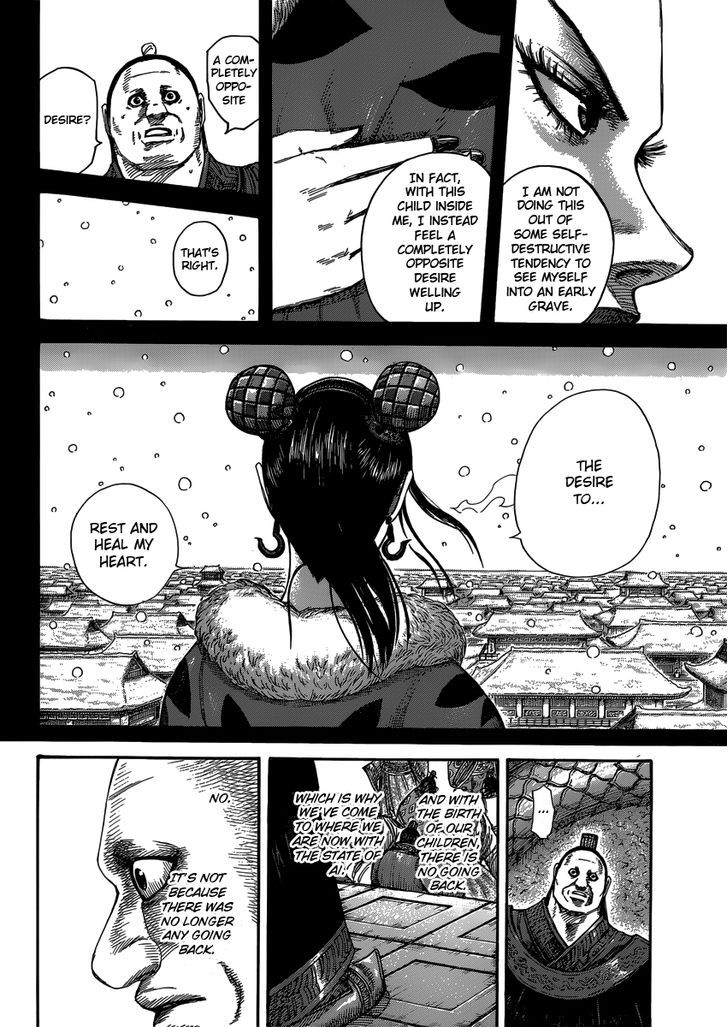 I AM NOT
DOING THIS
OUT OF
SOME SELF-
DESTRUCTIVE
TENDENCY TO
SEE MYSELF
INTO AN EARLY
GRAVE.
IN FACT,
WITH THIS
CHILD INSIDE
ME, I INSTEAD
FEEL A
COMPLETELY
OPPOSITE
DESIRE
WELLING
UP.
A COM-
PLETELY
OPPO-
SITE
DESIRE?
THAT'S
RIGHT.
THE
DESIRE
TO...
REST AND
HEAL MY
HEART.
...
AND WITH
THE BIRTH
OF OUR
CHILDREN,
THERE IS
NO GOING
BACK.
WHICH IS WHY
WE'VE COME
TO WHERE WE
ARE NOW WITH
THE STATE OF
AI.
NO.
IT'S NOT
BECAUSE
THERE WAS
NO LONGER
ANY GOING
BACK.